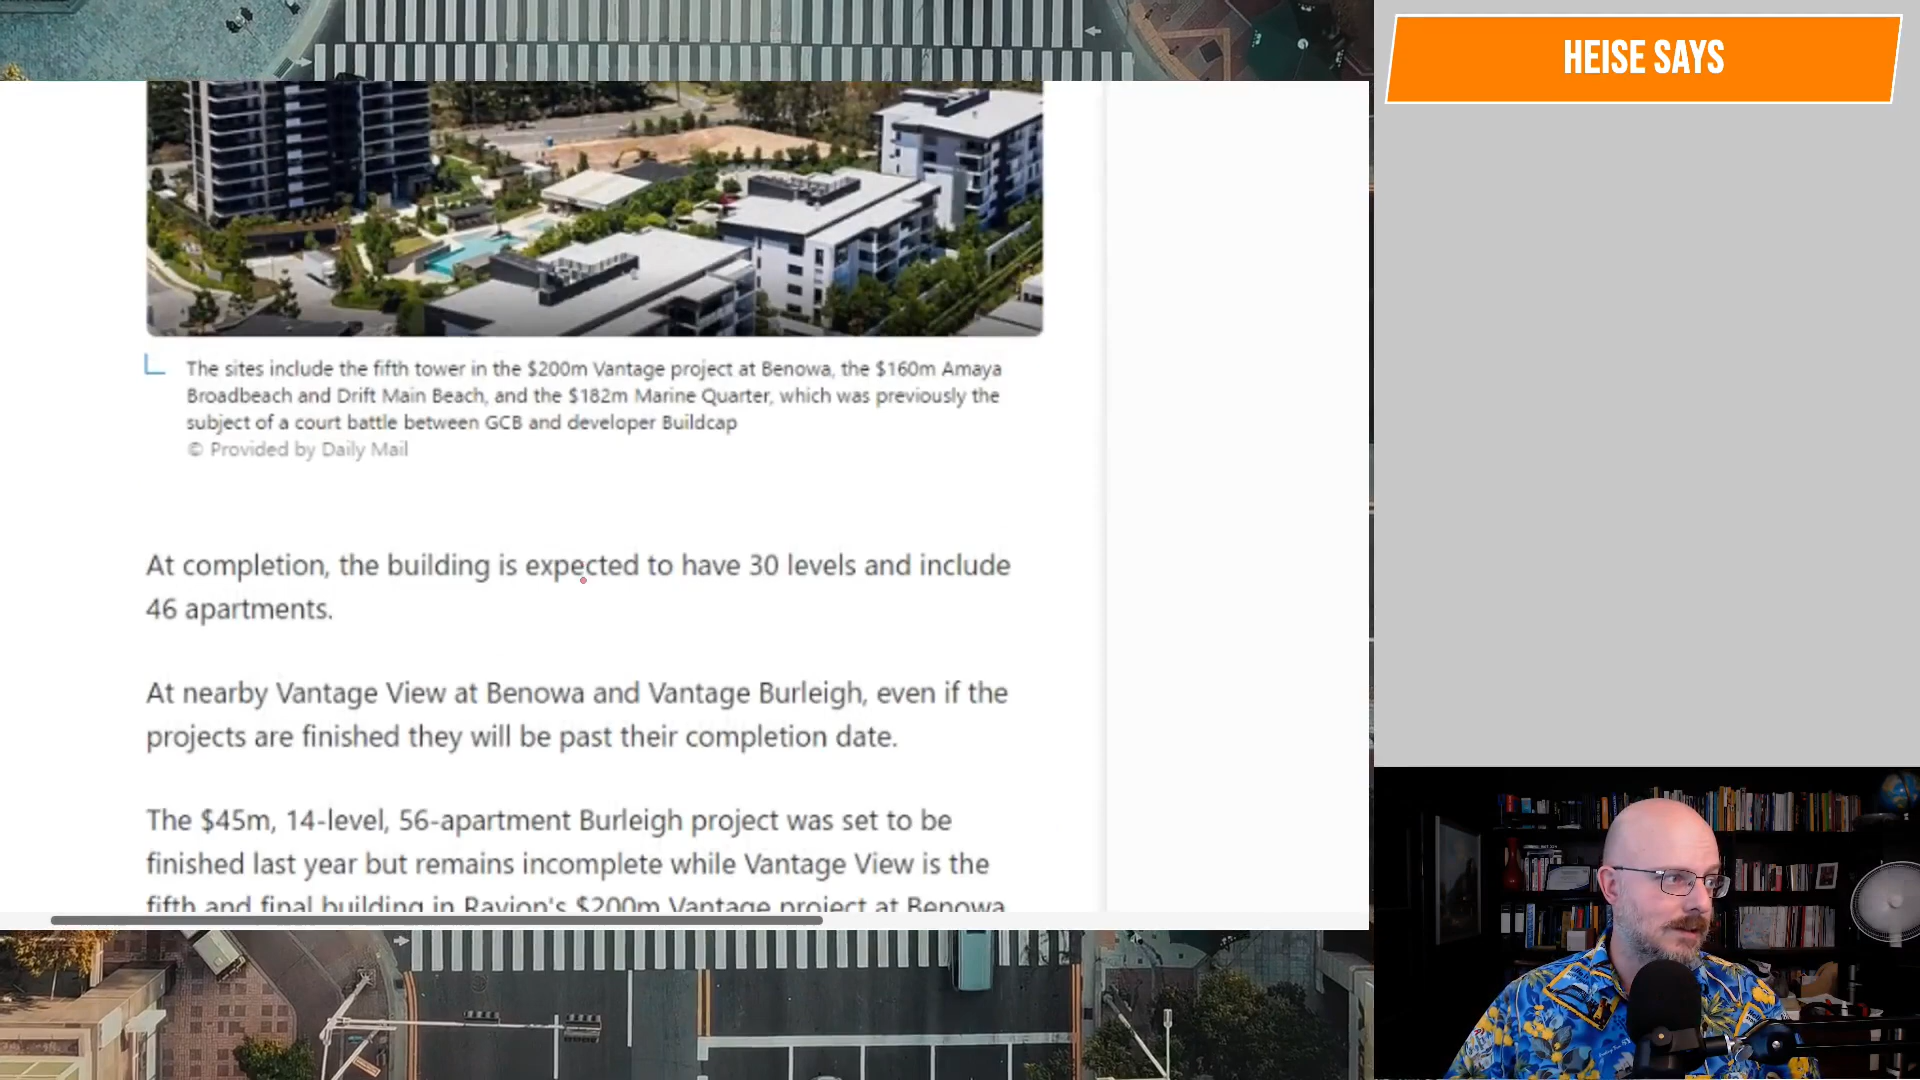 HEISE SAYS
The sites include the fifth tower in the $200m Vantage project at Benowa, the $160m Amaya
Broadbeach and Drift Main Beach, and the $182m Marine Quarter, which was previously the
subject of a court battle between GCB and developer Buildcap
© Provided by Daily Mail
At completion, the building is expected to have 30 levels and include
46 apartments.
At nearby Vantage View at Benowa and Vantage Burleigh, even if the
projects are finished they will be past their completion date.
The $45m, 14-level, 56-apartment Burleigh project was set to be
finished last year but remains incomplete while Vantage View is the
fifth and final building in Rayjon's $200m Vantage project at Benowa